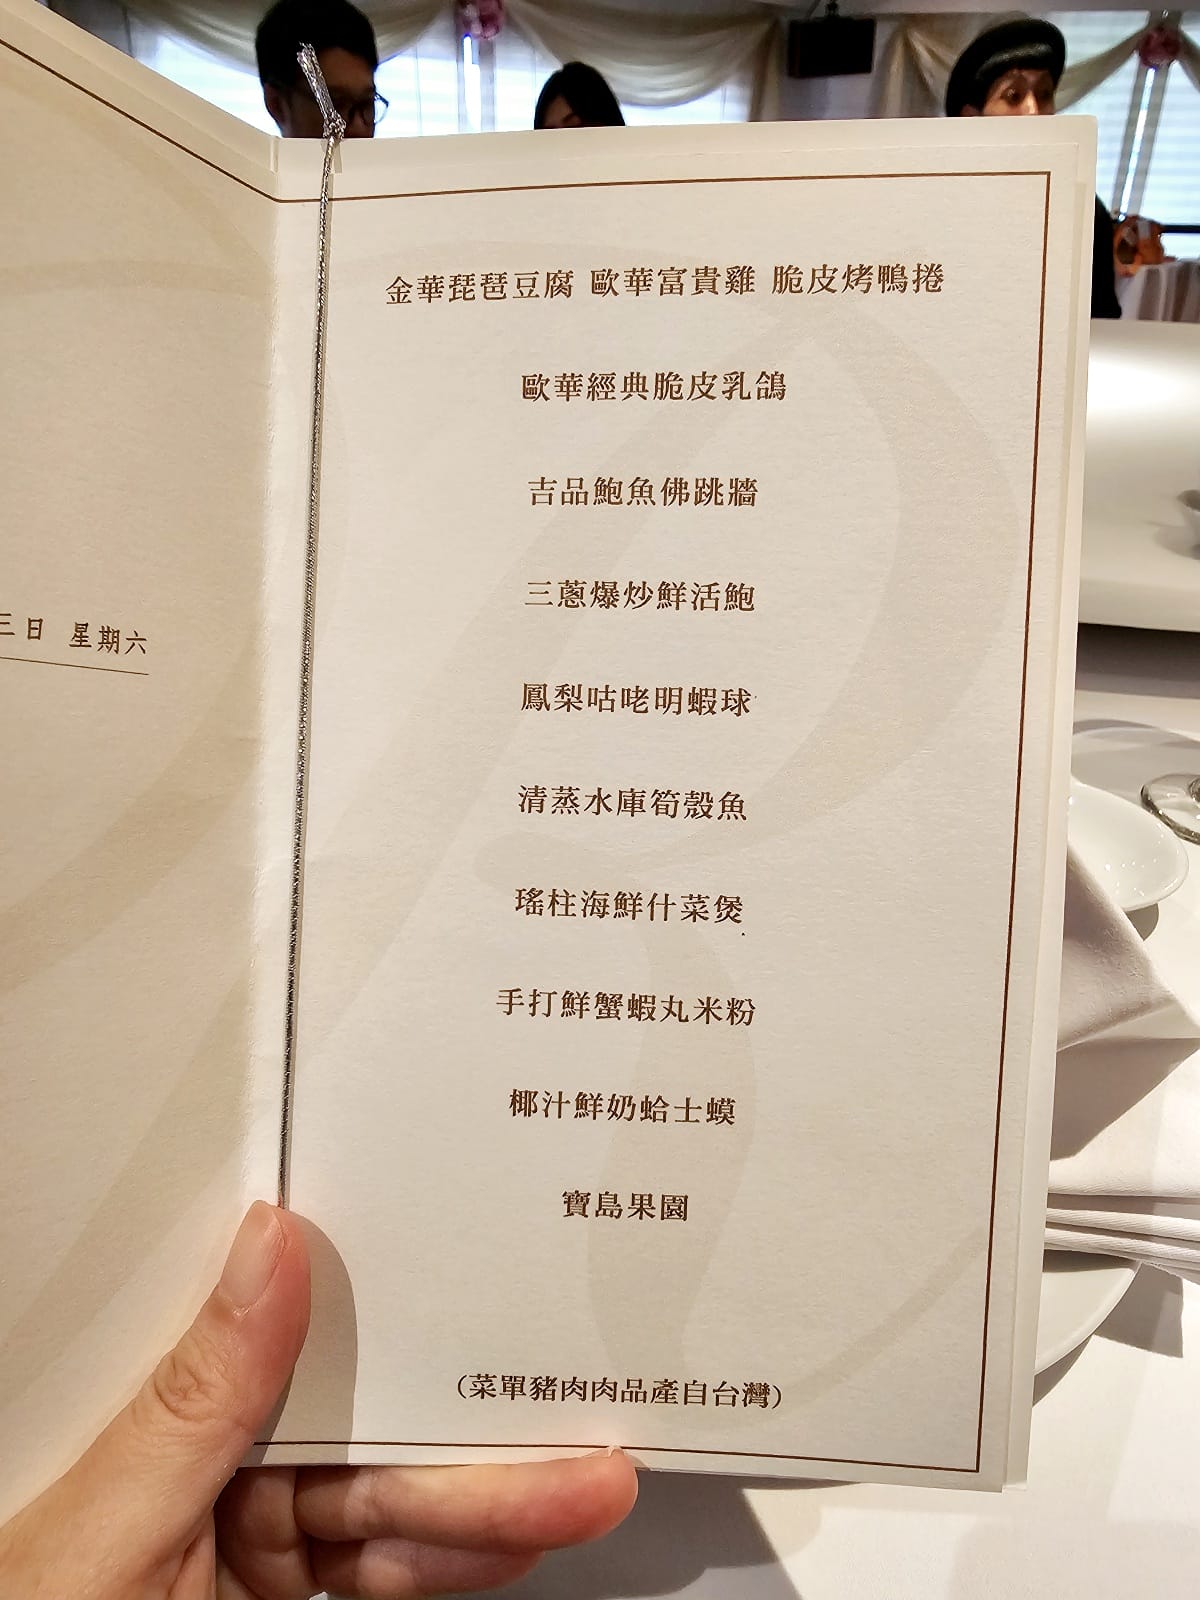 三日 星期六
金華琵琶豆腐 歐華富貴雞 脆皮烤鴨捲
歐華經典脆皮乳鴿
吉品鮑魚佛跳牆
三蔥爆炒鮮活鮑
鳳梨咕咾明蝦球
清蒸水庫筍殼魚
瑤柱海鮮什菜煲
手打鮮蟹蝦丸米粉
椰汁鮮奶蛤士蟆
寶島果園
(菜單豬肉肉品產自台灣)